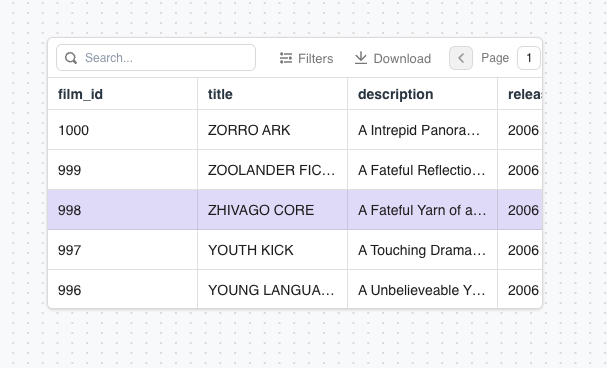 Search... Filters Download Page 1
film_id title description relea
1000 ZORRO ARK A Intrepid Panora... 2006
999 ZOOLANDER FIC... A Fateful Reflectio... 2006
998 ZHIVAGO CORE A Fateful Yarn of a... 2006
997 YOUTH KICK A Touching Drama... 2006
996 YOUNG LANGUA... A Unbelieveable Y... 2006